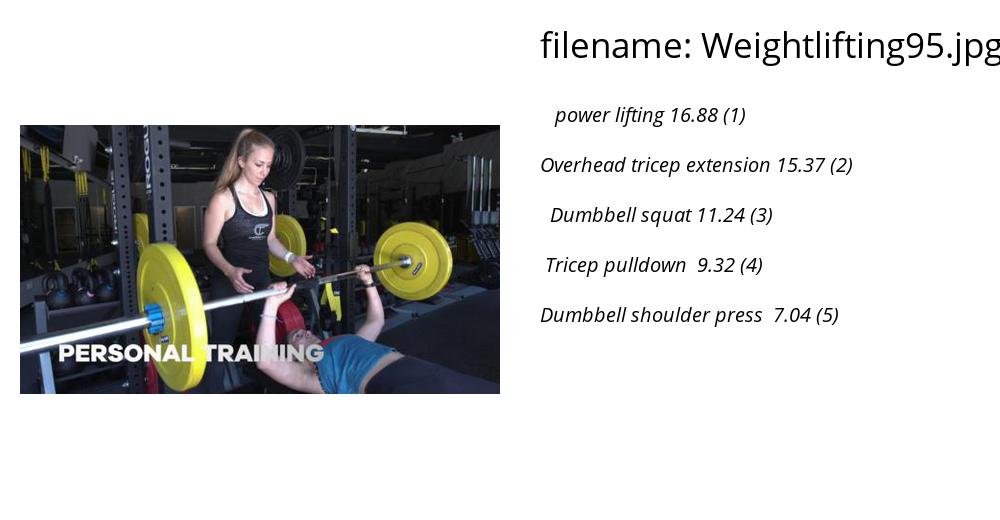 filename: Weightlifting95.jpg
power lifting 16.88 (1)
Overhead tricep extension 15.37 (2)
Dumbbell squat 11.24 (3)
Tricep pulldown  9.32 (4)
Dumbbell shoulder press  7.04 (5)
PERSONAL TRAINING